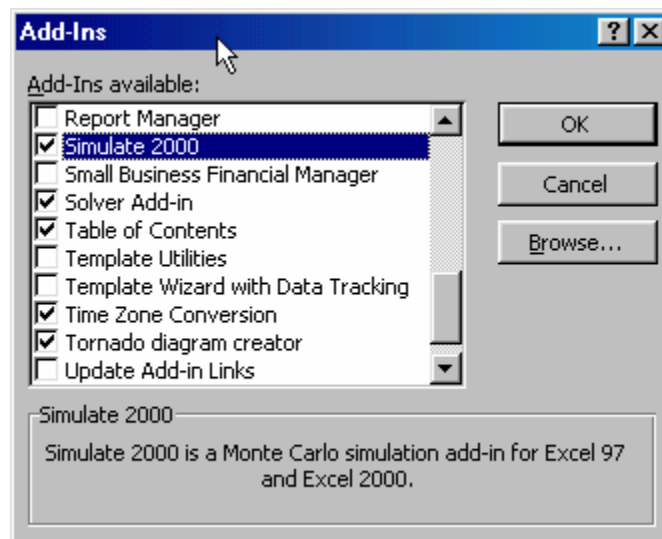 Add-Ins
Add-Ins available:
Report Manager
Simulate 2000
Small Business Financial Manager
Solver Add-in
Table of Contents
Template Utilities
Template Wizard with Data Tracking
Time Zone Conversion
Tornado diagram creator
Update Add-in Links
OK
Cancel
Browse...
Simulate 2000
Simulate 2000 is a Monte Carlo simulation add-in for Excel 97
and Excel 2000.